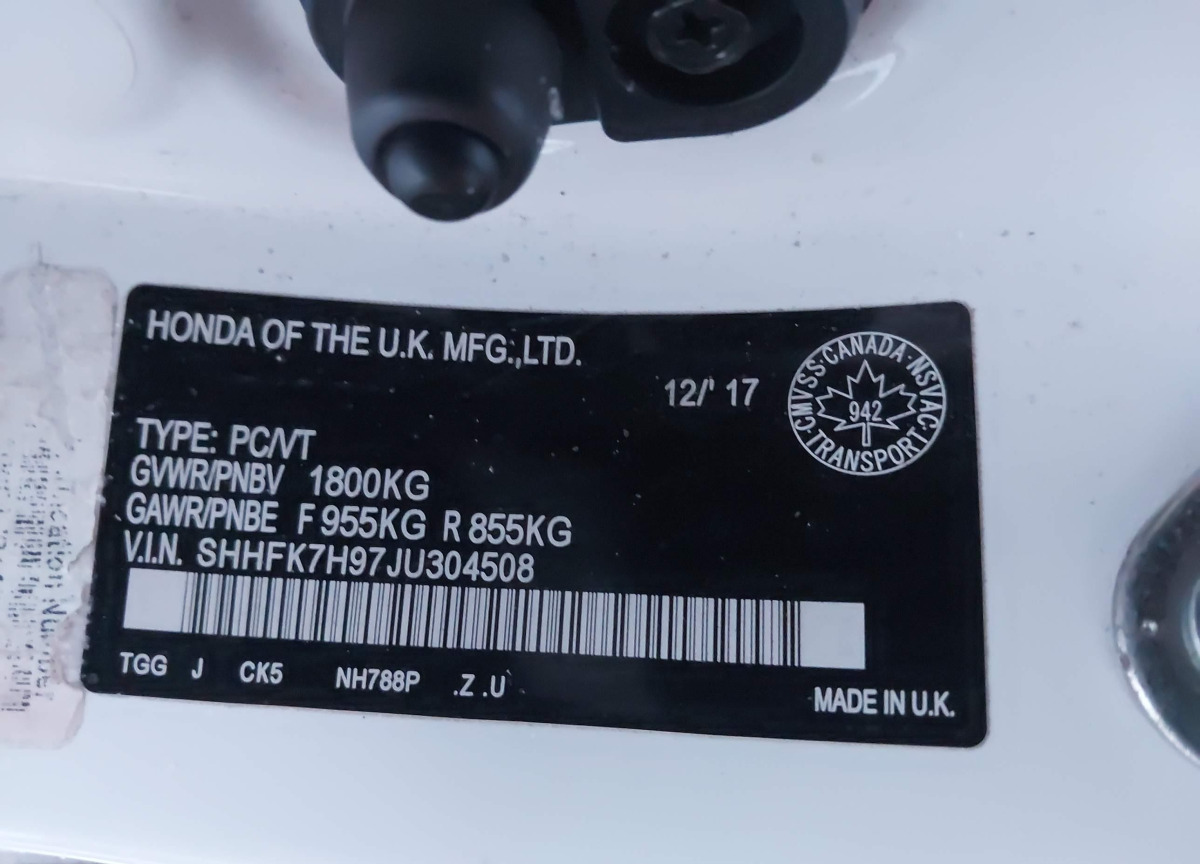 HONDA OF THE U.K. MFG.,LTD.
12/' 17
CMVSS·CANADA·NSVAC·TRANSPORT·
942
TYPE: PC/VT
GVWR/PNBV 1800KG
GAWR/PNBE F 955KG R 855KG
V.I.N. SHHFK7H97JU304508
TGG J CK5 NH788P .Z .U
MADE IN U.K.